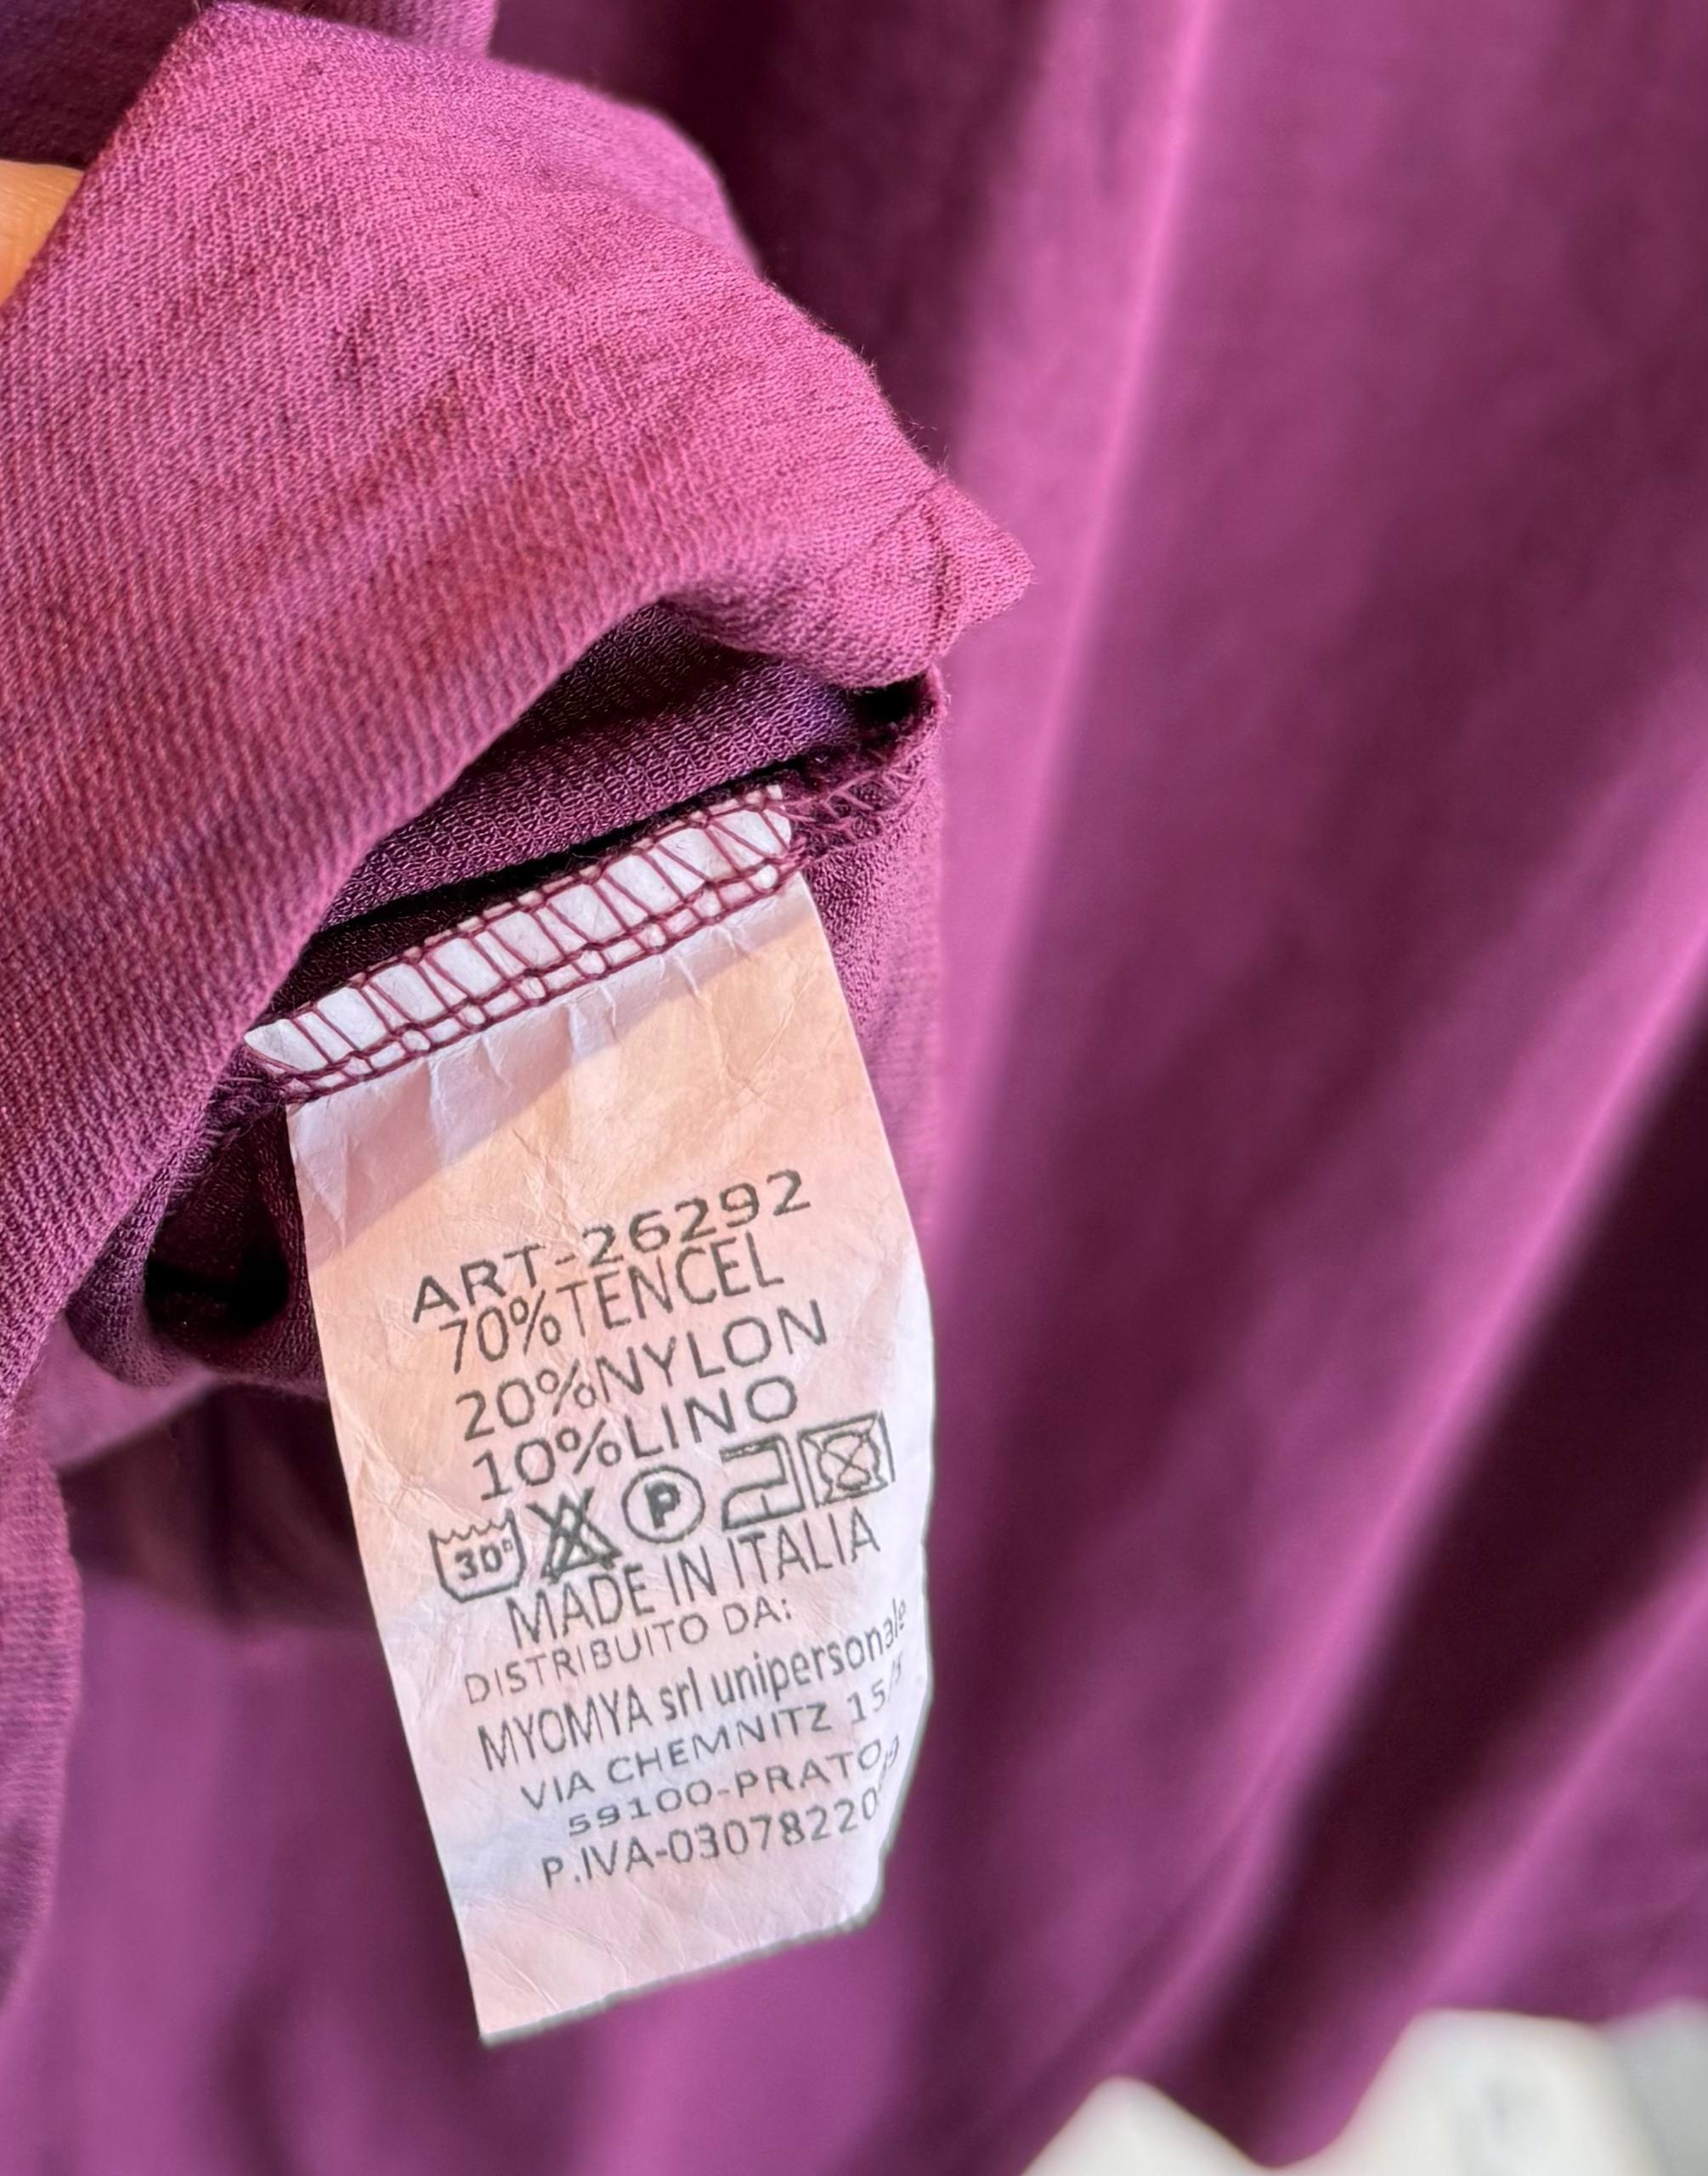 ART-26292
70%TENCEL
20%NYLON
10%LINO
30° P
MADE IN ITALIA
DISTRIBUITO DA:
MYOMYA srl unipersonale
VIA CHEMNITZ
59100-PRATO